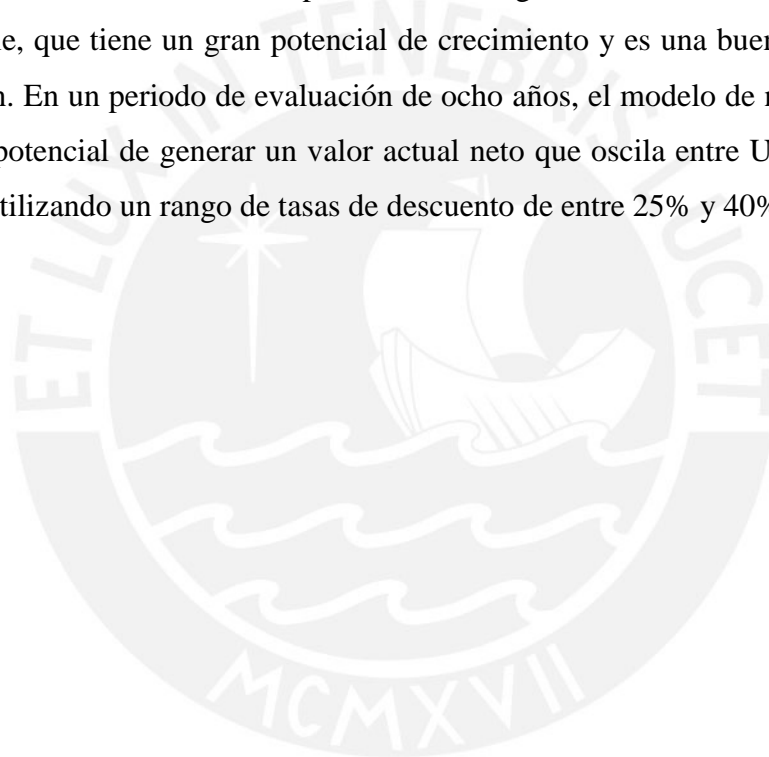 e, que tiene un gran potencial de crecimiento y es una buen
n. En un periodo de evaluación de ocho años, el modelo de
potencial de generar un valor actual neto que oscila entre U
tilizando un rango de tasas de descuento de entre 25% y 40%
ET LUX IN TENEBRIS LUCET
MCMXVII